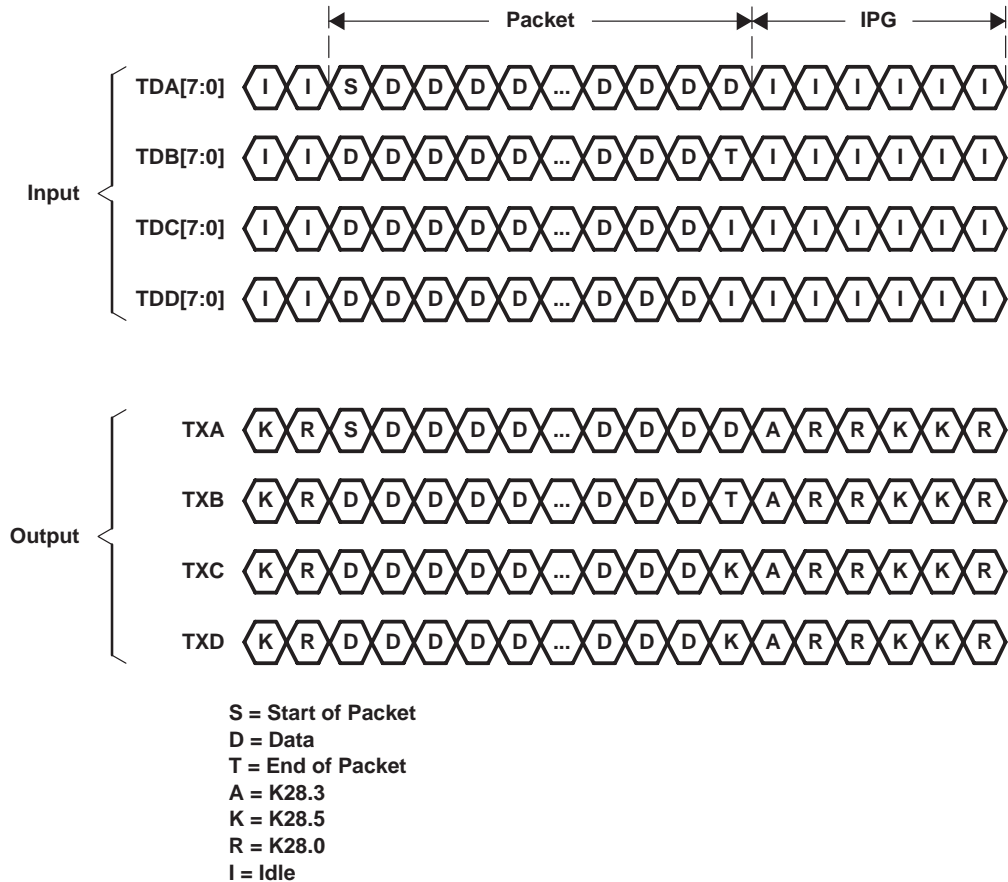 Packet IPG
TDA[7:0] I I S D D D D ... D D D D I I I I I I
TDB[7:0] I I D D D D D ... D D D T I I I I I I
Input
TDC[7:0] I I D D D D D ... D D D I I I I I I I
TDD[7:0] I I D D D D D ... D D D I I I I I I I
TXA K R S D D D D ... D D D D A R R K K R
TXB K R D D D D D ... D D D T A R R K K R
Output
TXC K R D D D D D ... D D D K A R R K K R
TXD K R D D D D D ... D D D K A R R K K R
S = Start of Packet
D = Data
T = End of Packet
A = K28.3
K = K28.5
R = K28.0
I = Idle